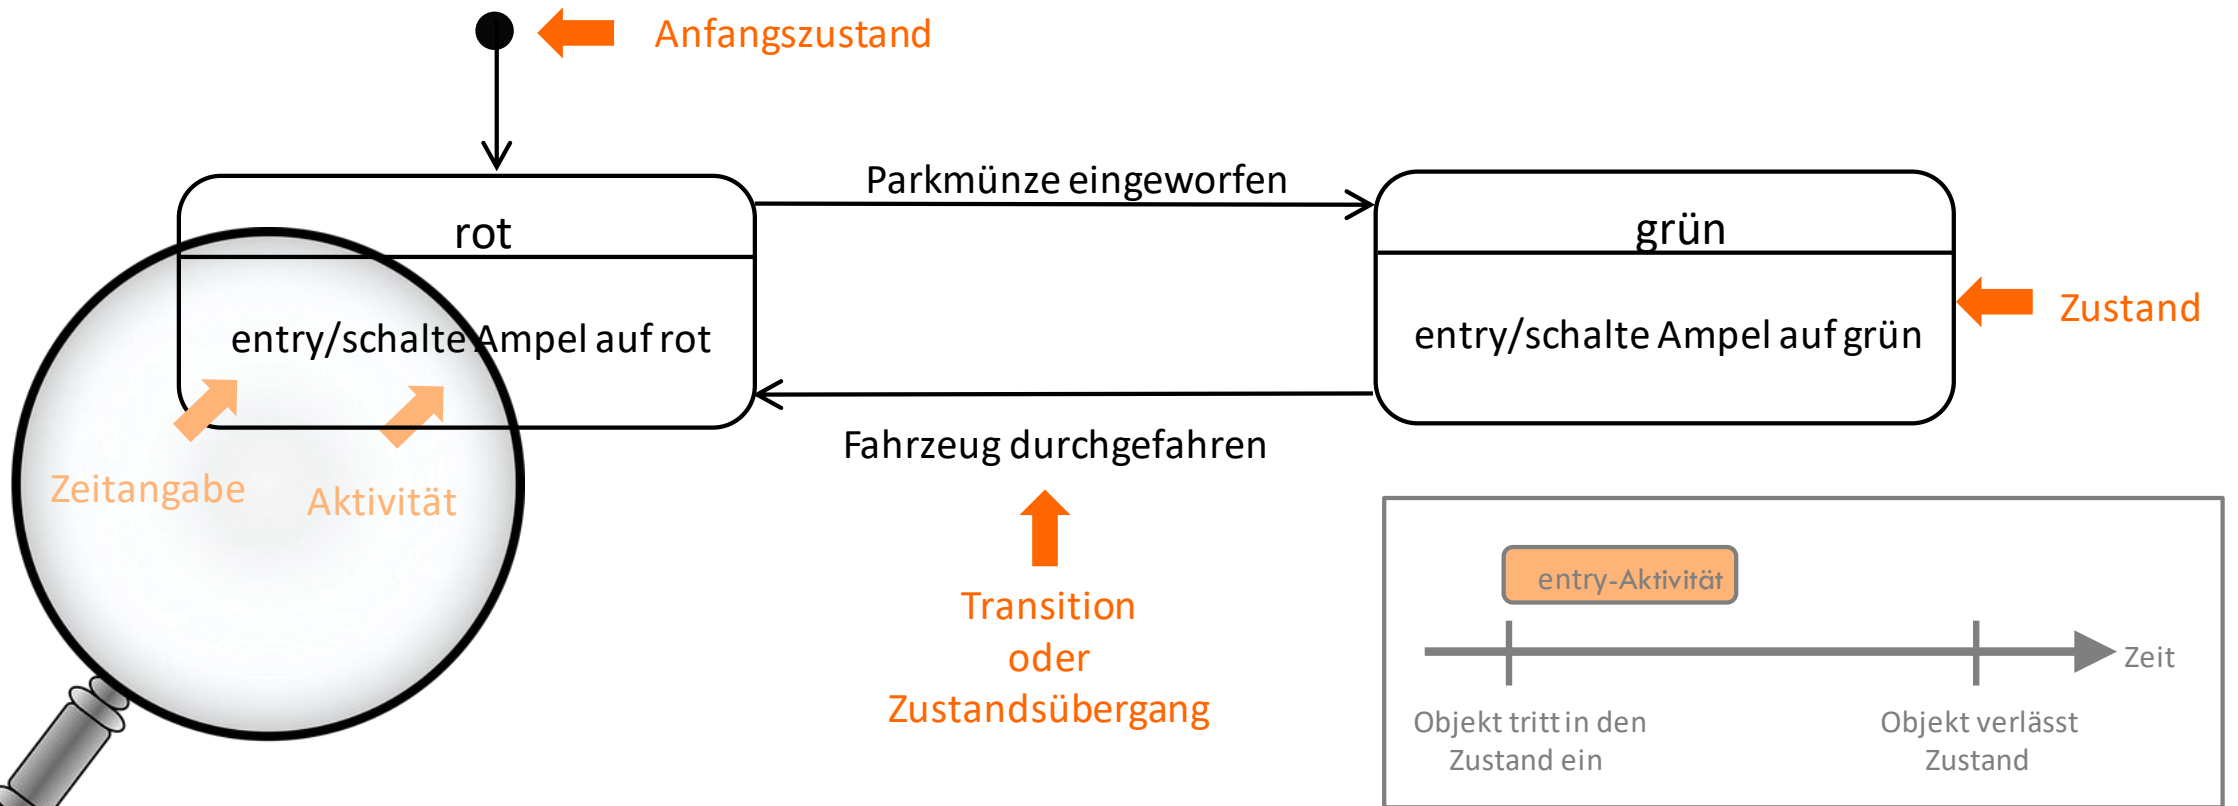 Anfangszustand
Parkmünze eingeworfen
rot
grün
entry/schalte Ampel auf rot
entry/schalte Ampel auf grün
Zustand
Fahrzeug durchgefahren
Zeitangabe
Aktivität
Transition
oder
Zustandsübergang
entry-Aktivität
Zeit
Objekt tritt in den
Zustand ein
Objekt verlässt
Zustand